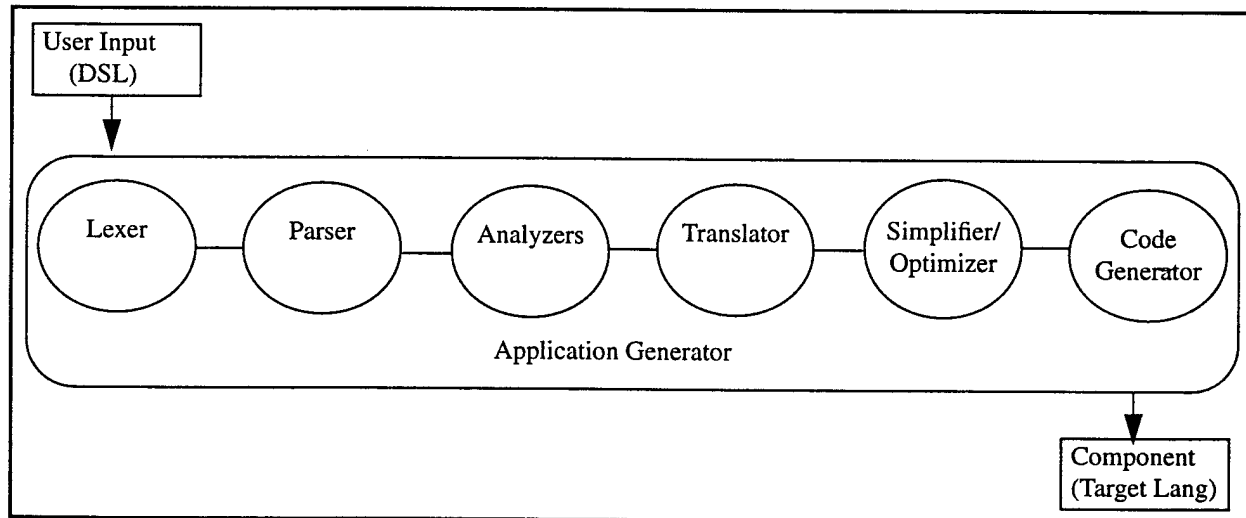 User Input
(DSL)
Lexer
Parser
Analyzers
Translator
Simplifier/
Optimizer
Code
Generator
Application Generator
Component
(Target Lang)